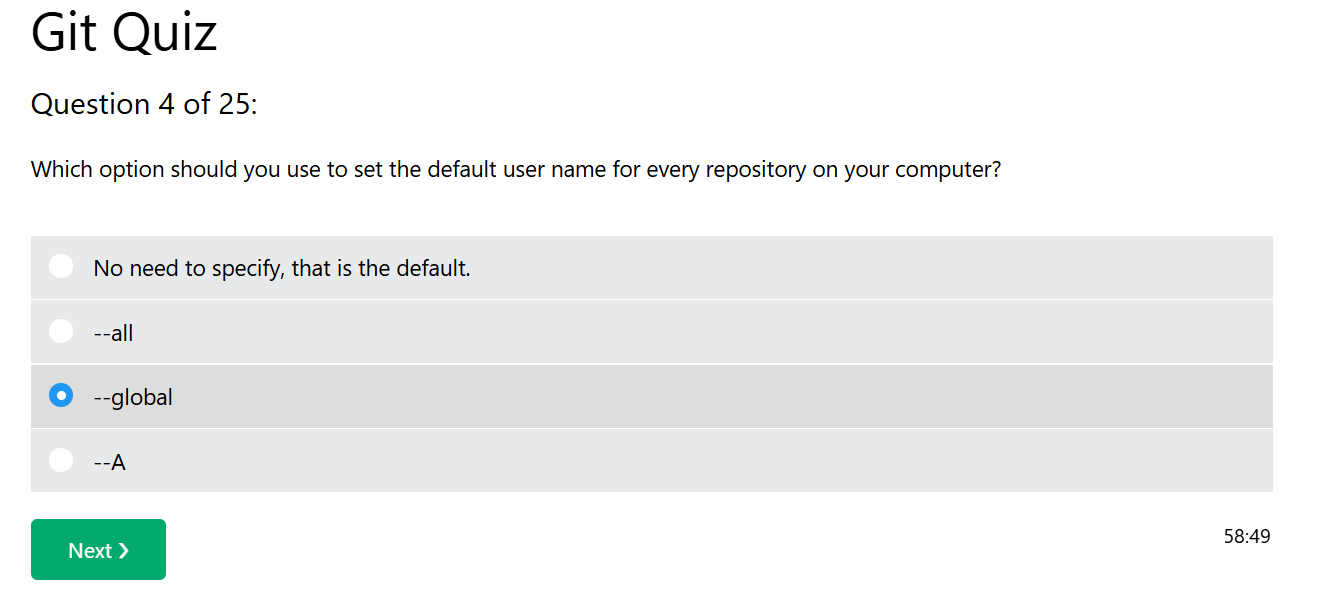 Git Quiz
Question 4 of 25:
Which option should you use to set the default user name for every repository on your computer?
No need to specify, that is the default.
--all
--global
--A
Next ❯
58:49